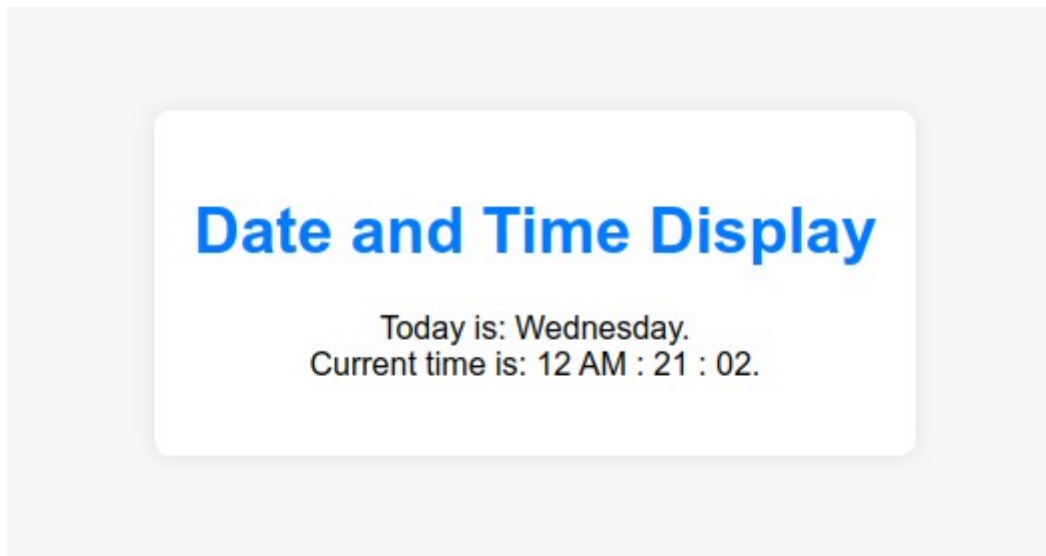 Date and Time Display
Today is: Wednesday.
Current time is: 12 AM : 21 : 02.